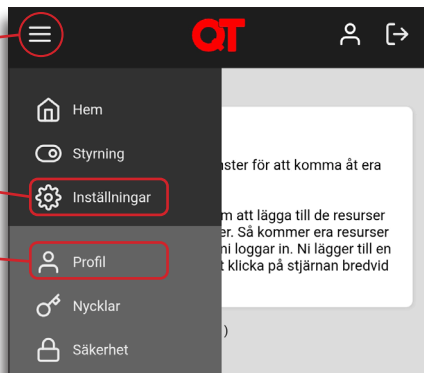 QT
Hem
Styrning
Inställningar
Profil
Nycklar
Säkerhet
ster för att komma åt era
m att lägga till de resurser
er. Så kommer era resurser
ni loggar in. Ni lägger till en
t klicka på stjärnan bredvid
)